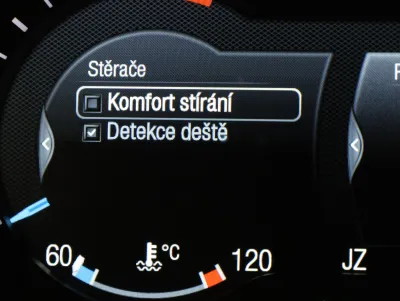 Stěrače
Komfort stírání
Detekce deště
60 °C 120 JZ